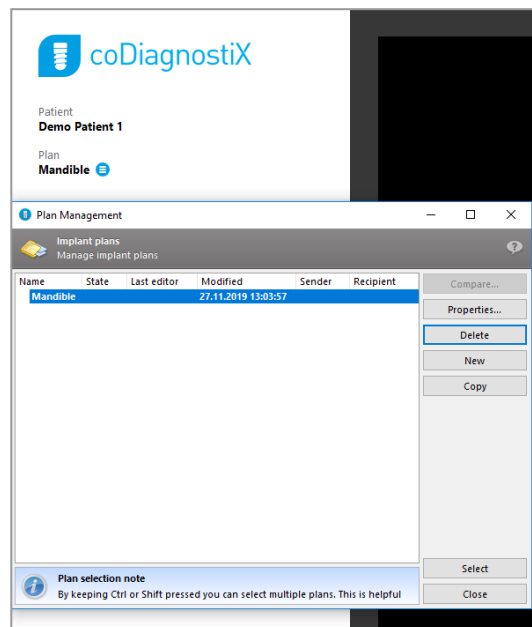 coDiagnostiX
Patient
Demo Patient 1
Plan
Mandible
Plan Management
Implant plans
Manage implant plans
Name State Last editor Modified Sender Recipient
Mandible 27.11.2019 13:03:57
Compare...
Properties...
Delete
New
Copy
Select
Close
Plan selection note
By keeping Ctrl or Shift pressed you can select multiple plans. This is helpful